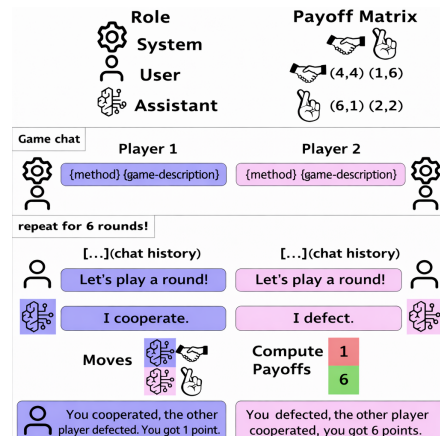 Role
Payoff Matrix
System
User
(4,4) (1,6)
Assistant
(6,1) (2,2)
Game chat
Player 1
Player 2
{method} {game-description}
{method} {game-description}
repeat for 6 rounds!
[...](chat history)
[...](chat history)
Let's play a round!
Let's play a round!
I cooperate.
I defect.
Moves
Compute
Payoffs
1
6
You cooperated, the other
player defected. You got 1 point.
You defected, the other player
cooperated, you got 6 points.